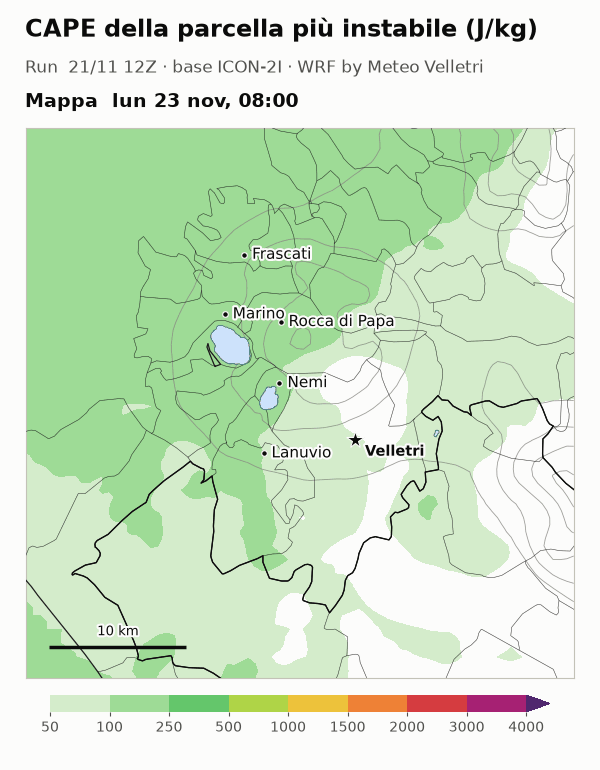 CAPE della parcella più instabile (J/kg)
Run  21/11 12Z · base ICON-2I · WRF by Meteo Velletri
Mappa  lun 23 nov, 08:00
Frascati
Marino
Rocca di Papa
Nemi
Velletri
Lanuvio
10 km
50 100 250 500 1000 1500 2000 3000 4000